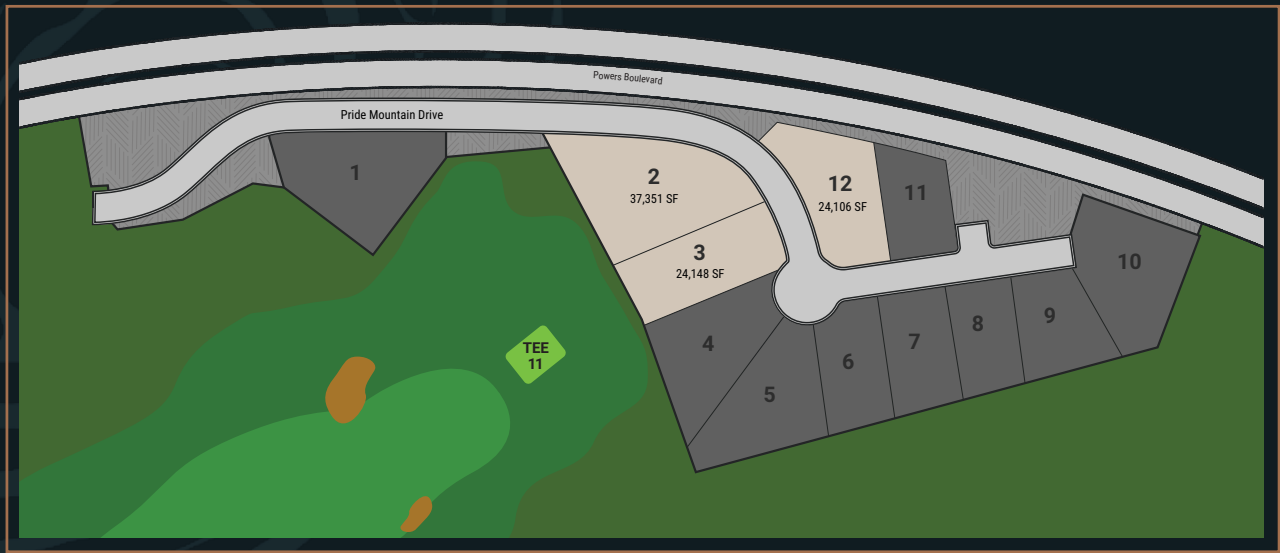 Powers Boulevard
Pride Mountain Drive
1
2
37,351 SF
12
24,106 SF
11
3
24,148 SF
10
4
5
6
7
8
9
TEE
11